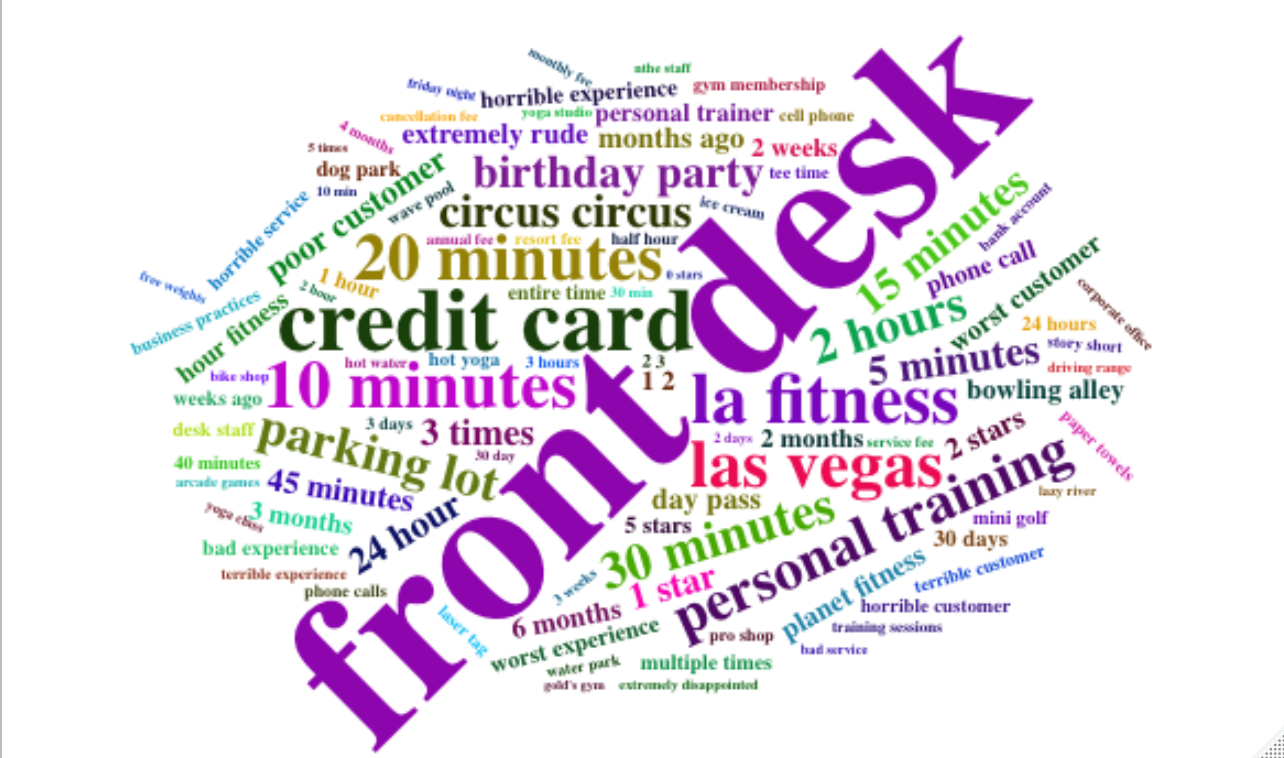 monthly fee
nthe staff
friday night
horrible experience
gym membership
cancellation fee
yoga studio
personal trainer
cell phone
4 months
extremely rude
months ago
2 weeks
5 times
dog park
poor customer
birthday party
tee time
10 min
wave pool
circus circus
ice cream
15 minutes
bank account
horrible service
annual fee
resort fee
half hour
20 minutes
0 stars
phone call
free weights
1 hour
2 hour
entire time
30 min
worst customer
corporate office
business practices
hour fitness
credit card
front desk
2 hours
24 hours
story short
hot water
hot yoga
3 hours
2 3
1 2
5 minutes
driving range
bike shop
10 minutes
la fitness
bowling alley
weeks ago
desk staff
parking lot
3 days
3 times
30 day
2 days
2 months
service fee
2 stars
paper towels
40 minutes
arcade games
45 minutes
las vegas
personal training
lazy river
yoga class
3 months
24 hour
day pass
5 stars
30 minutes
mini golf
30 days
bad experience
terrible experience
phone calls
3 weeks
1 star
planet fitness
terrible customer
laser tag
6 months
horrible customer
worst experience
pro shop
training sessions
water park
multiple times
bad service
gold's gym
extremely disappointed